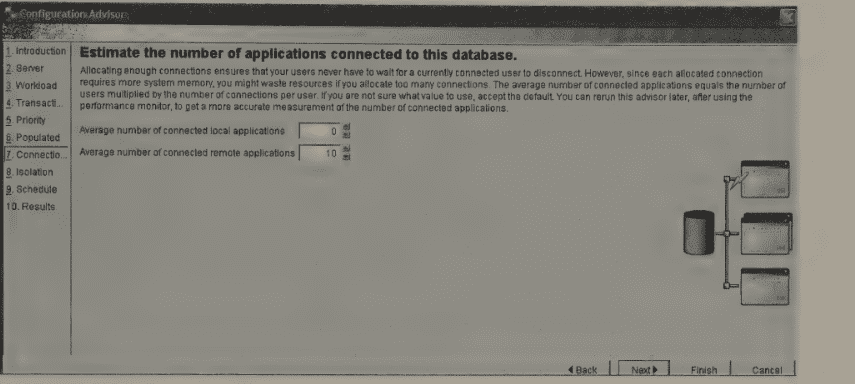 Configuration Advisor
1. Introduction
2. Server
3. Workload
4. Transacti...
5. Priority
6. Populated
7. Connectio...
8. Isolation
9. Schedule
10. Results
Estimate the number of applications connected to this database.
Allocating enough connections ensures that your users never have to wait for a currently connected user to disconnect. However, since each allocated connection
requires more system memory, you might waste resources if you allocate too many connections. The average number of connected applications equals the number of
users multiplied by the number of connections per user. If you are not sure what value to use, accept the default. You can rerun this advisor later, after using the
performance monitor, to get a more accurate measurement of the number of connected applications.
Average number of connected local applications 0
Average number of connected remote applications 10
Back Next Finish Cancel